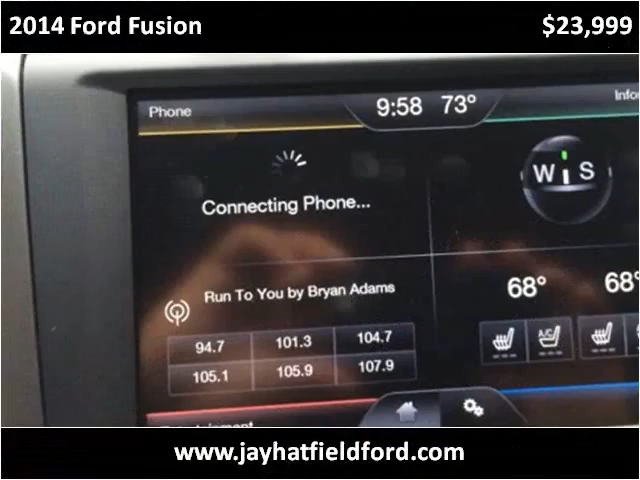 2014 Ford Fusion $23,999
Phone 9:58 73°
W S
Connecting Phone...
Run To You by Bryan Adams
68° 68°
94.7 101.3 104.7
A/C
105.1 105.9 107.9
www.jayhatfieldford.com